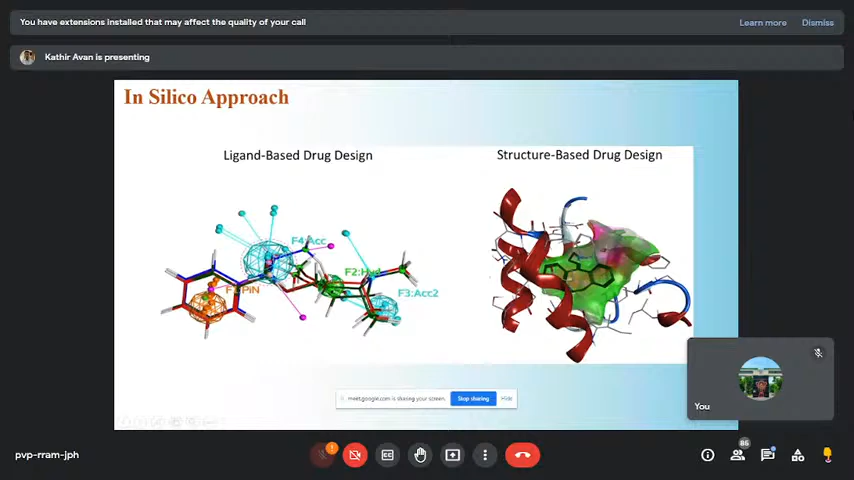 You have extensions installed that may affect the quality of your call
Learn more
Dismiss
Kathir Avan is presenting
In Silico Approach
Ligand-Based Drug Design
Structure-Based Drug Design
F4:Acc
F2:Hyd
F3:Acc2
meet.google.com is sharing your screen.
Stop sharing
Hide
You
pvp-rram-jph
86